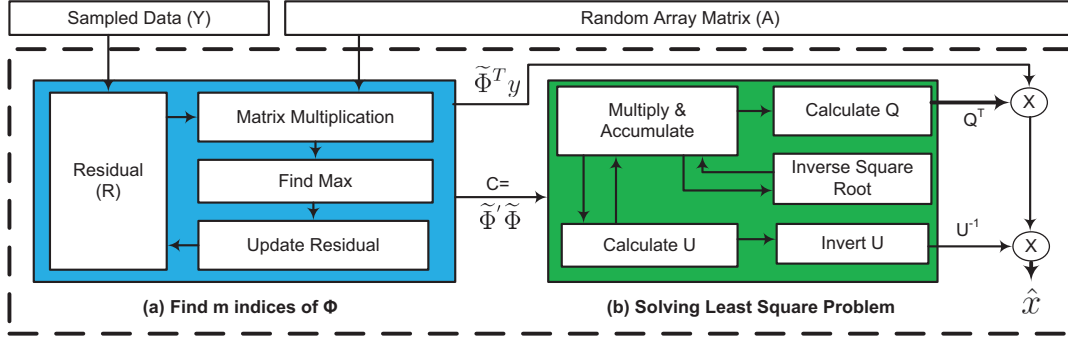 Sampled Data (Y)
Random Array Matrix (A)
Residual
(R)
Matrix Multiplication
Find Max
Update Residual
(a) Find m indices of Φ
Φ̃ᵀy
C=
Φ̃′Φ̃
Multiply &
Accumulate
Calculate Q
Inverse Square
Root
Calculate U
Invert U
(b) Solving Least Square Problem
Qᵀ
X
U⁻¹
X
x̂